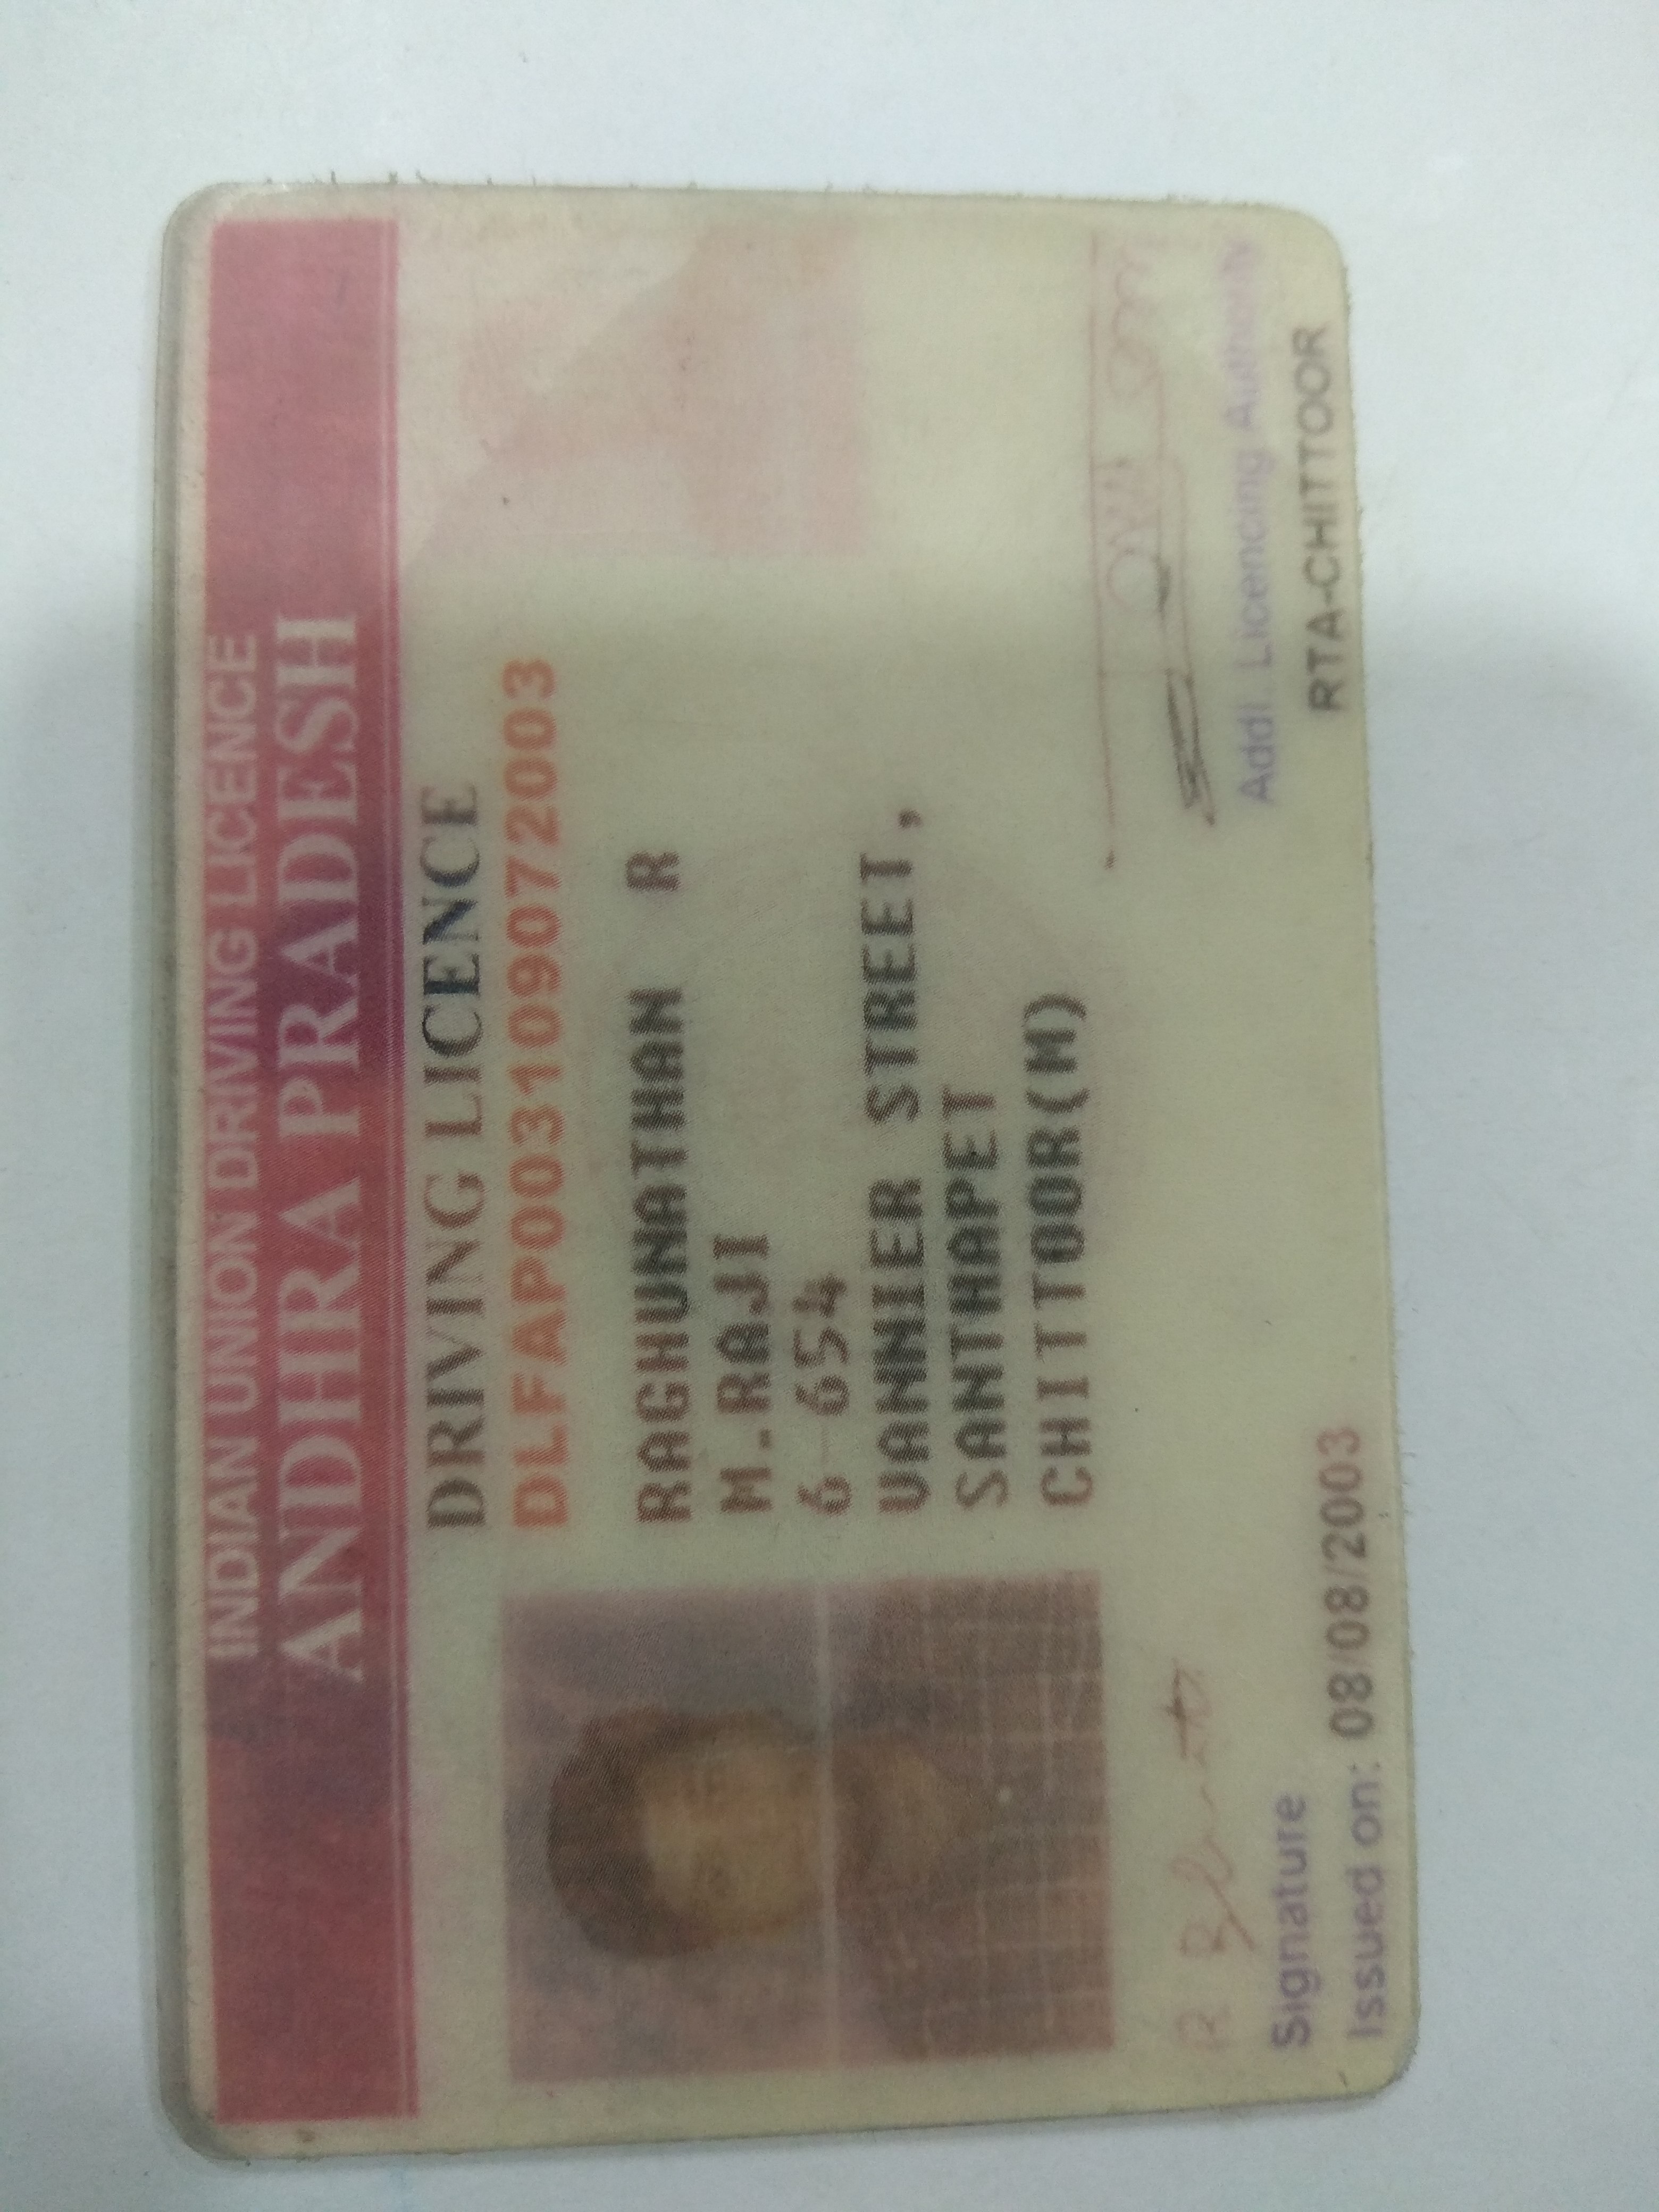 INDIAN UNION DRIVING LICENCE
ANDHRA PRADESH
DRIVING LICENCE
DLFAP003109072003
RAGHUNATHAN R
M.RAJI
6 654
VANNIER STREET,
SANTHAPET
CHITTOOR(M)
Signature
Issued on: 08/08/2003
Addl. Licencing Authority
RTA-CHITTOOR